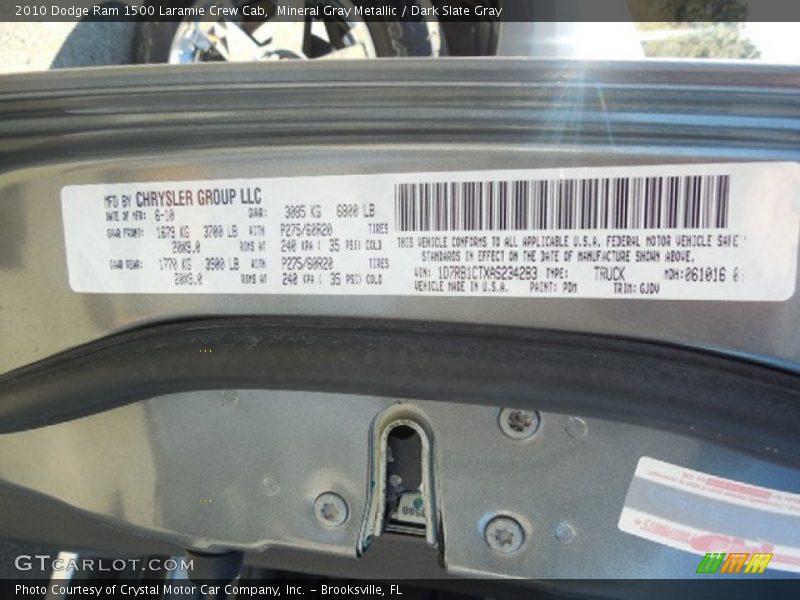 2010 Dodge Ram 1500 Laramie Crew Cab, Mineral Gray Metallic / Dark Slate Gray
MFD BY CHRYSLER GROUP LLC
DATE OF MFR: 6-10 GVWR: 3085 KG 6800 LB
GAWR FRONT: 1679 KG 3700 LB WITH P275/60R20 TIRES
20X9.0 RIMS AT 240 KPA ( 35 PSI) COLD
GAWR REAR: 1770 KG 3900 LB WITH P275/60R20 TIRES
20X9.0 RIMS AT 240 KPA ( 35 PSI) COLD
THIS VEHICLE CONFORMS TO ALL APPLICABLE U.S.A. FEDERAL MOTOR VEHICLE SAFE
STANDARDS IN EFFECT ON THE DATE OF MANUFACTURE SHOWN ABOVE.
VIN: 1D7RB1CTXAS234283 TYPE: TRUCK MDH: 061016
VEHICLE MADE IN U.S.A. PAINT: PDM TRIM: GJDV
GTCarlot.com
Photo Courtesy of Crystal Motor Car Company, Inc. – Brooksville, FL